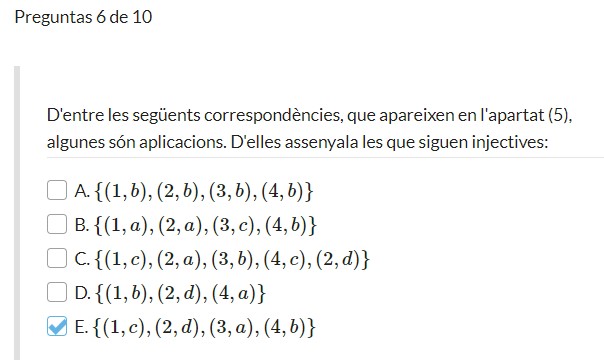 Preguntas 6 de 10
D'entre les següents correspondències, que apareixen en l'apartat (5),
algunes són aplicacions. D'elles assenyala les que siguen injectives:
A. {(1, b), (2, b), (3, b), (4, b)}
B. {(1, a), (2, a), (3, c), (4, b)}
C. {(1, c), (2, a), (3, b), (4, c), (2, d)}
D. {(1, b), (2, d), (4, a)}
E. {(1, c), (2, d), (3, a), (4, b)}